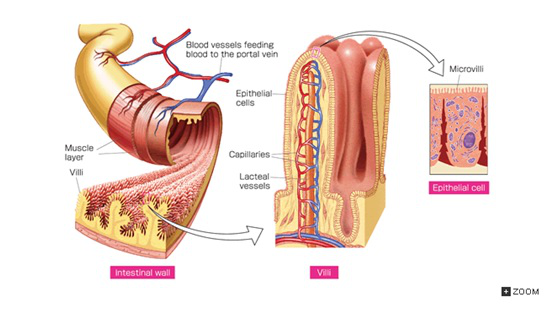 Blood vessels feeding
blood to the portal vein
Muscle
layer
Villi
Intestinal wall
Epithelial
cells
Capillaries
Lacteal
vessels
Villi
Microvilli
Epithelial cell
+ ZOOM